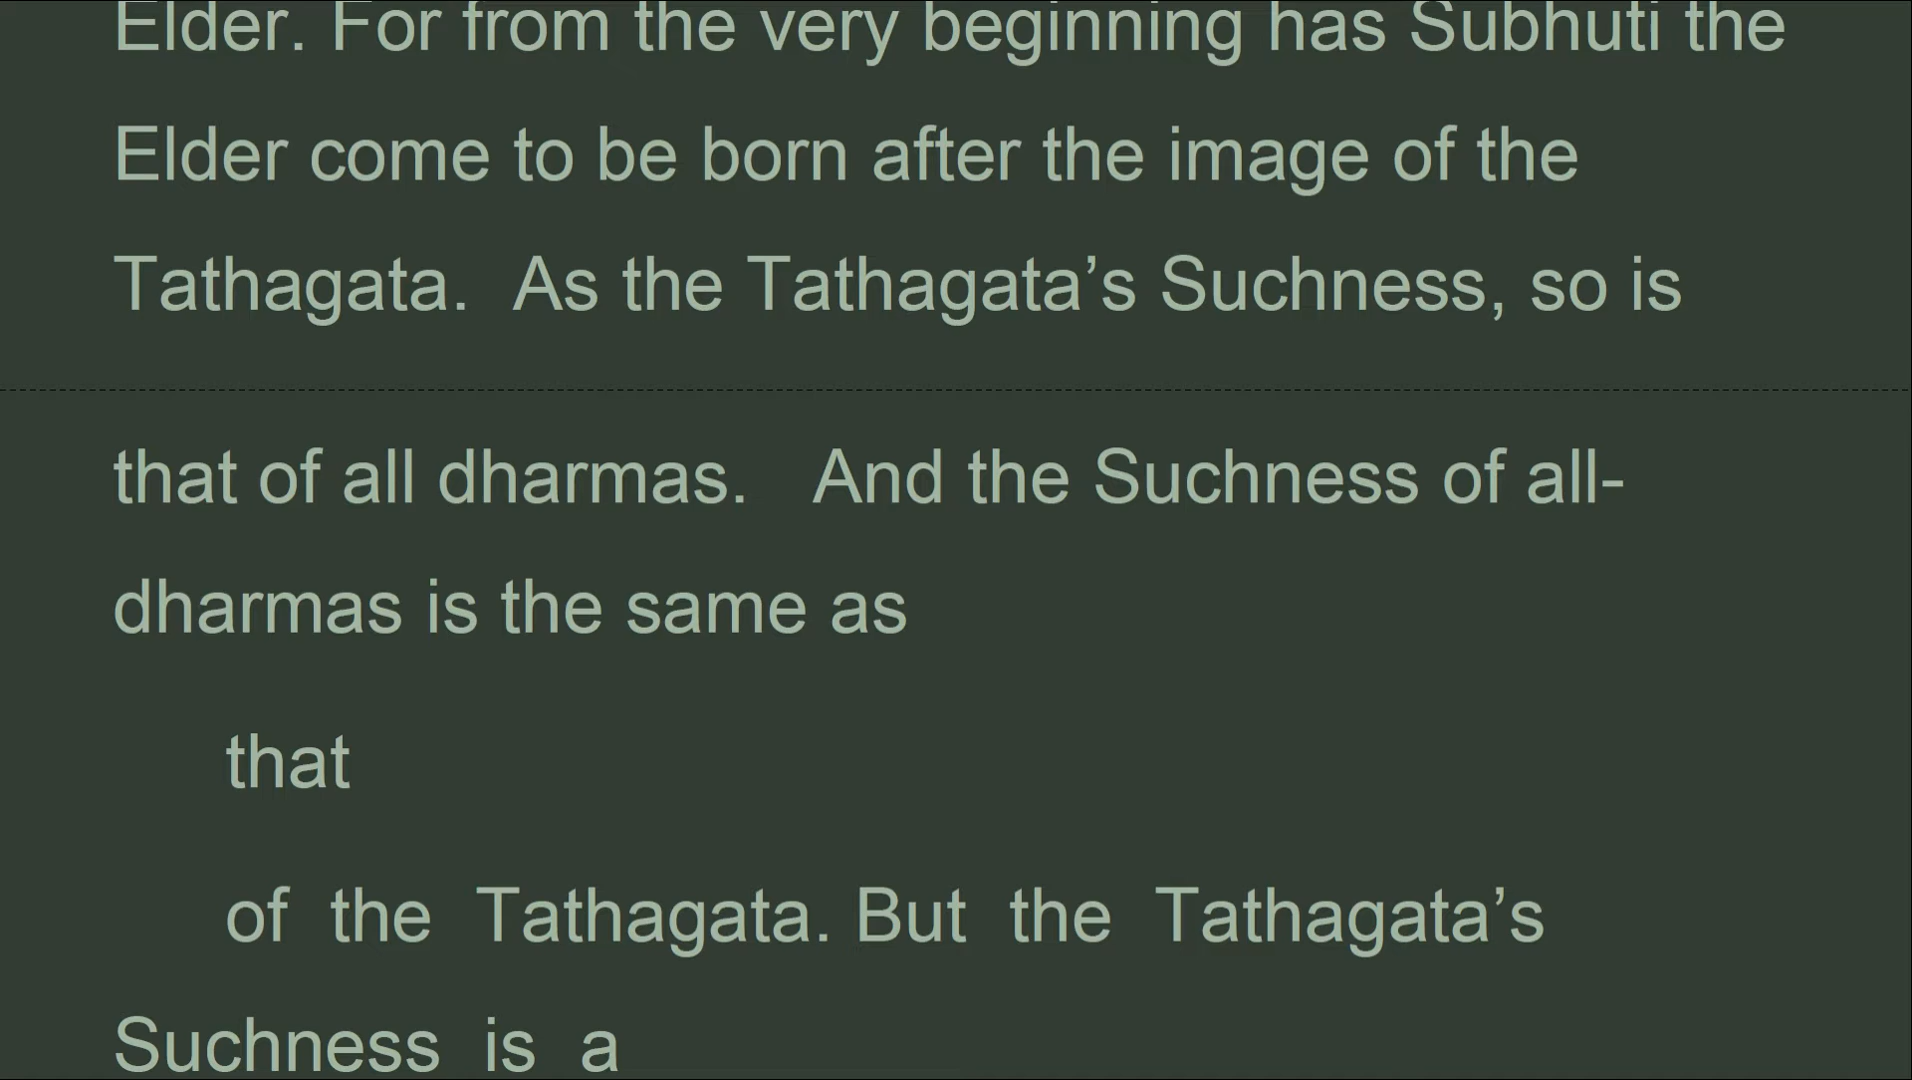 Elder. For from the very beginning has Subhuti the
Elder come to be born after the image of the
Tathagata.  As the Tathagata’s Suchness, so is
that of all dharmas.   And the Suchness of all-
dharmas is the same as
that
of  the  Tathagata. But  the  Tathagata’s
Suchness  is  a